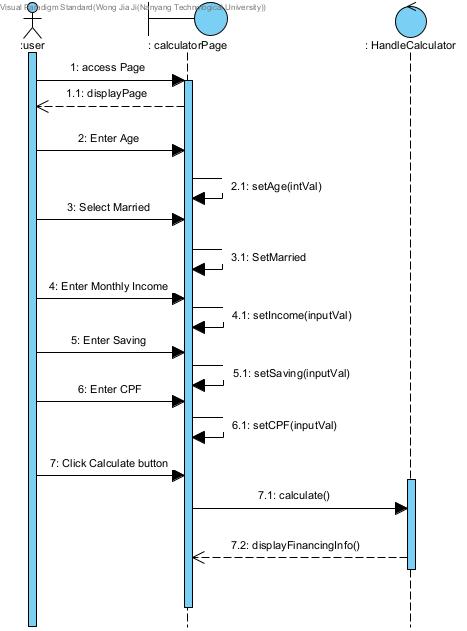 Visual Paradigm Standard(Wong Jia Ji(Nanyang Technological University))
:user
: calculatorPage
: HandleCalculator
1: access Page
1.1: displayPage
2: Enter Age
2.1: setAge(intVal)
3: Select Married
3.1: SetMarried
4: Enter Monthly Income
4.1: setIncome(inputVal)
5: Enter Saving
5.1: setSaving(inputVal)
6: Enter CPF
6.1: setCPF(inputVal)
7: Click Calculate button
7.1: calculate()
7.2: displayFinancingInfo()